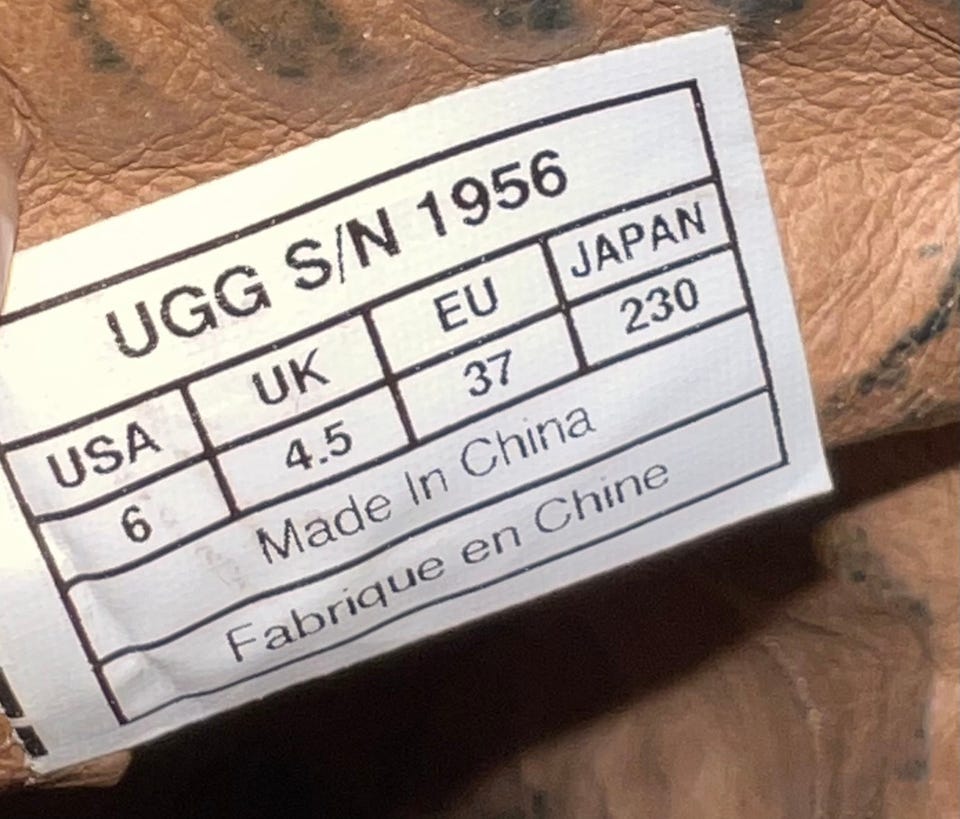 UGG S/N 1956
USA UK EU JAPAN
6 4.5 37 230
Made In China
Fabrique en Chine